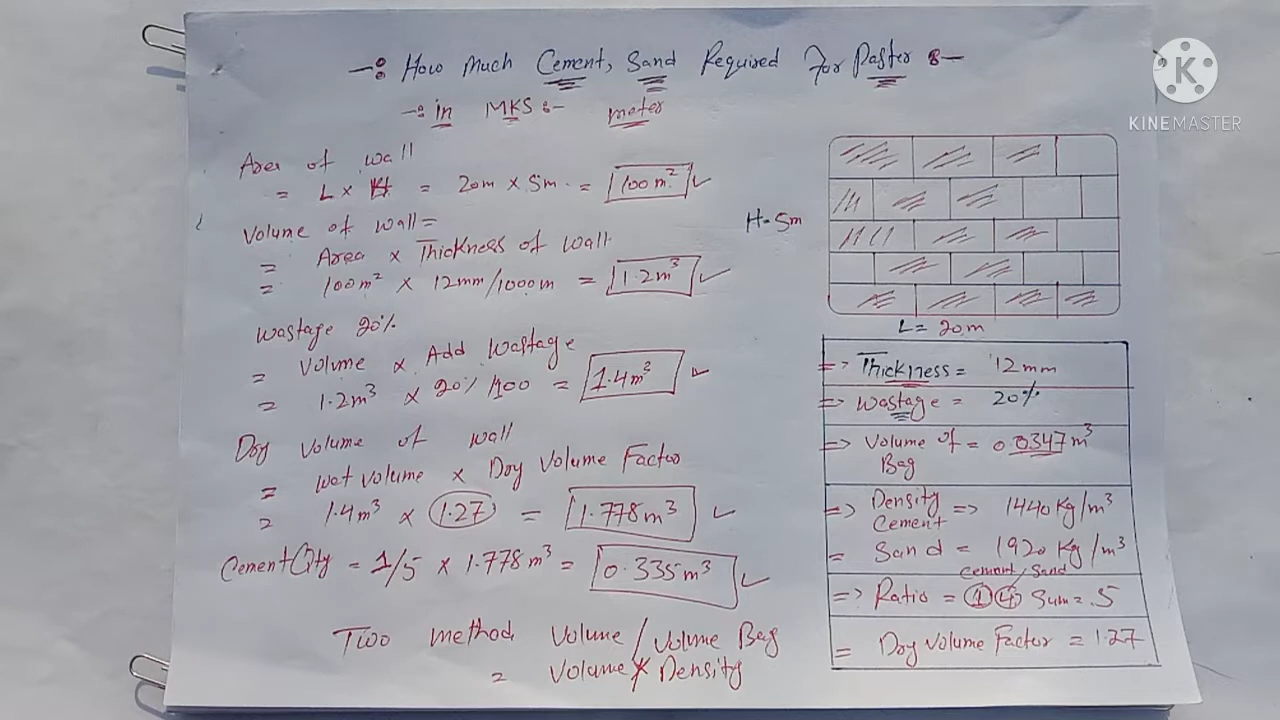 -: How Much Cement, Sand Required For Paster :-
-: in MKS :- meter
Area of wall
= L x H = 20m x 5m. = 100 m²
Volume of wall =
= Area x Thickness of wall.
= 100m² x 12mm/1000m = 1.2m³
Wastage 20%
= Volume x Add Wastage
= 1.2m³ x 20%/100 = 1.4m³
Dry Volume of wall
= Wet volume x Dry Volume Factor
= 1.4m³ x 1.27 = 1.778m³
Cement Qty = 1/5 x 1.778m³ = 0.335m³
Two method Volume/Volume Bag
= Volume x Density
KINEMASTER
H=5m
L= 20m
=> Thickness = 12mm
=> Wastage = 20%
=> Volume of = 0.0347m³
Bag
=> Density => 1440 Kg/m³
Cement
= Sand = 1920 Kg/m³
Cement/Sand
=> Ratio = 1 4 Sum = .5
= Dry Volume Factor = 1.27